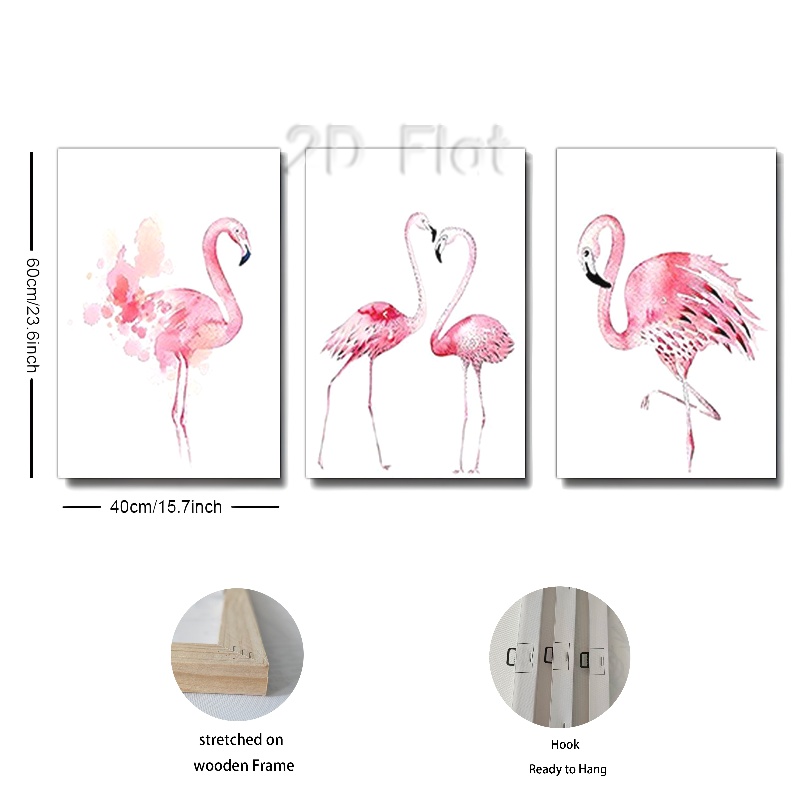 2D Flat
60cm/23.6inch
40cm/15.7inch
stretched on
wooden Frame
Hook
Ready to Hang